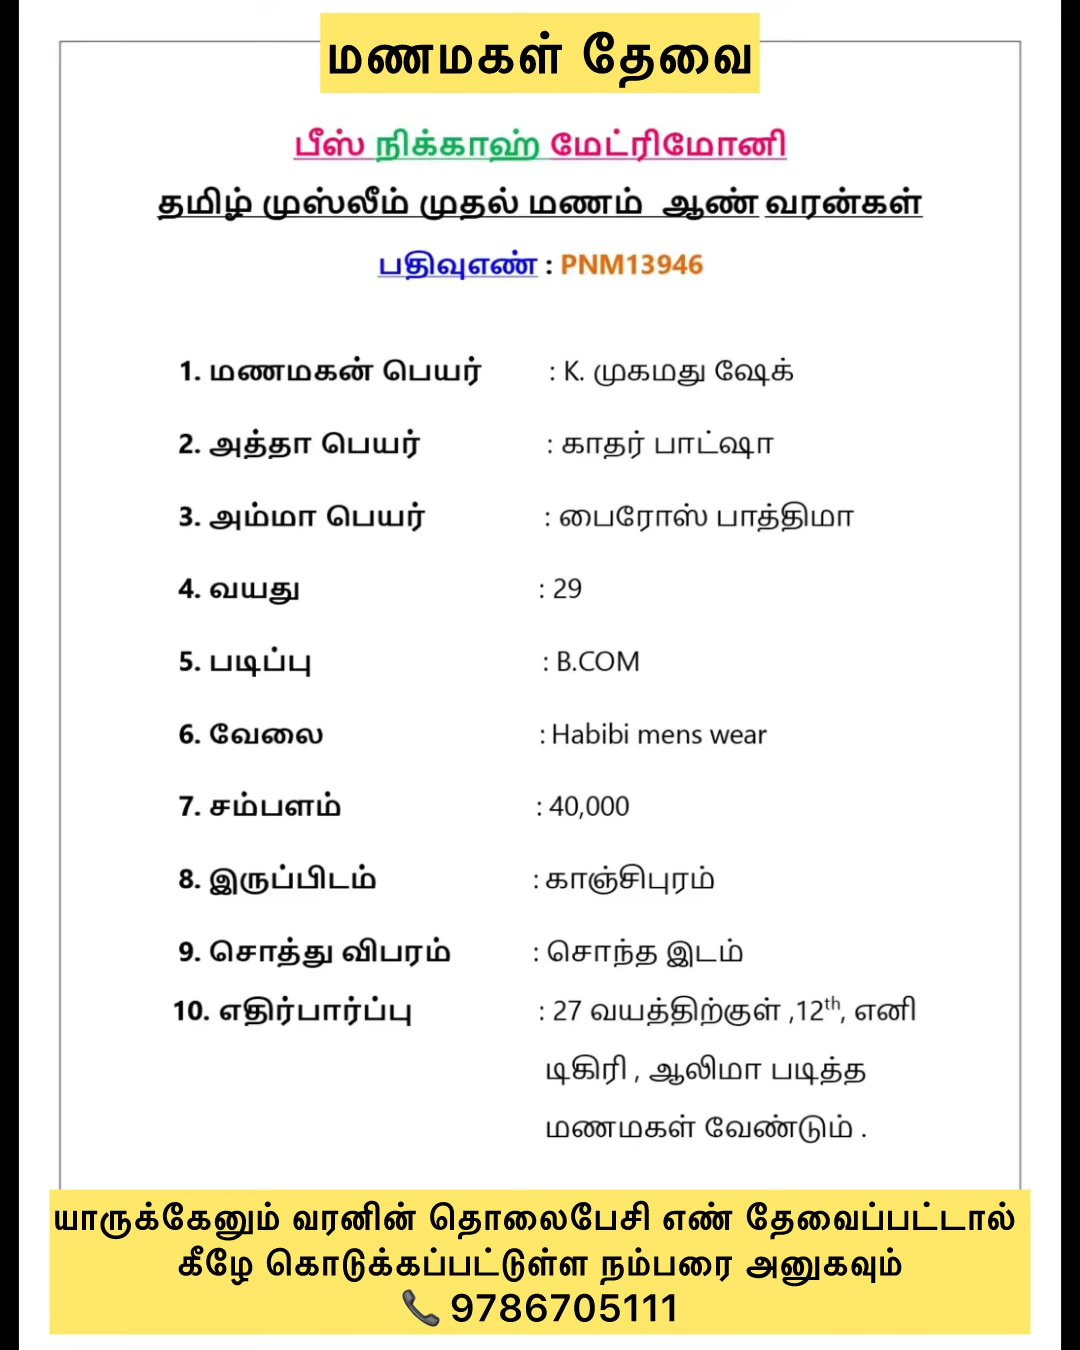 மணமகள் தேவை
பீஸ் நிக்காஹ் மேட்ரிமோனி
தமிழ் முஸ்லீம் முதல் மணம் ஆண் வரன்கள்
பதிவுஎண் : PNM13946
1. மணமகன் பெயர் : K. முகமது ஷேக்
2. அத்தா பெயர் : காதர் பாட்ஷா
3. அம்மா பெயர் : பைரோஸ் பாத்திமா
4. வயது : 29
5. படிப்பு : B.COM
6. வேலை : Habibi mens wear
7. சம்பளம் : 40,000
8. இருப்பிடம் : காஞ்சிபுரம்
9. சொத்து விபரம் : சொந்த இடம்
10. எதிர்பார்ப்பு : 27 வயத்திற்குள் ,12th, எனி
டிகிரி , ஆலிமா படித்த
மணமகள் வேண்டும் .
யாருக்கேனும் வரனின் தொலைபேசி எண் தேவைப்பட்டால்
கீழே கொடுக்கப்பட்டுள்ள நம்பரை அனுகவும்
📞 9786705111